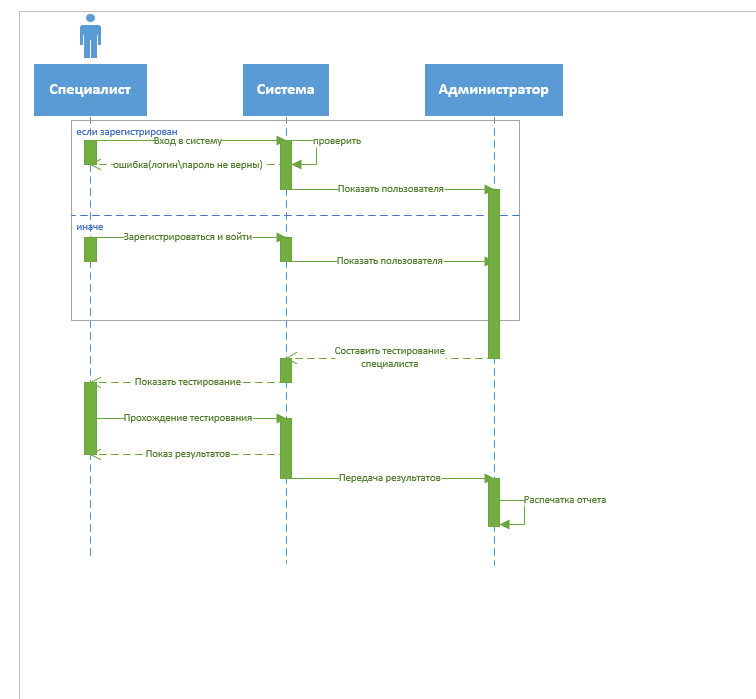 Специалист
Система
Администратор
если зарегистрирован
Вход в систему
проверить
ошибка(логин\пароль не верны)
Показать пользователя
иначе
Зарегистрироваться и войти
Показать пользователя
Составить тестирование
специалиста
Показать тестирование
Прохождение тестирования
Показ результатов
Передача результатов
Распечатка отчета